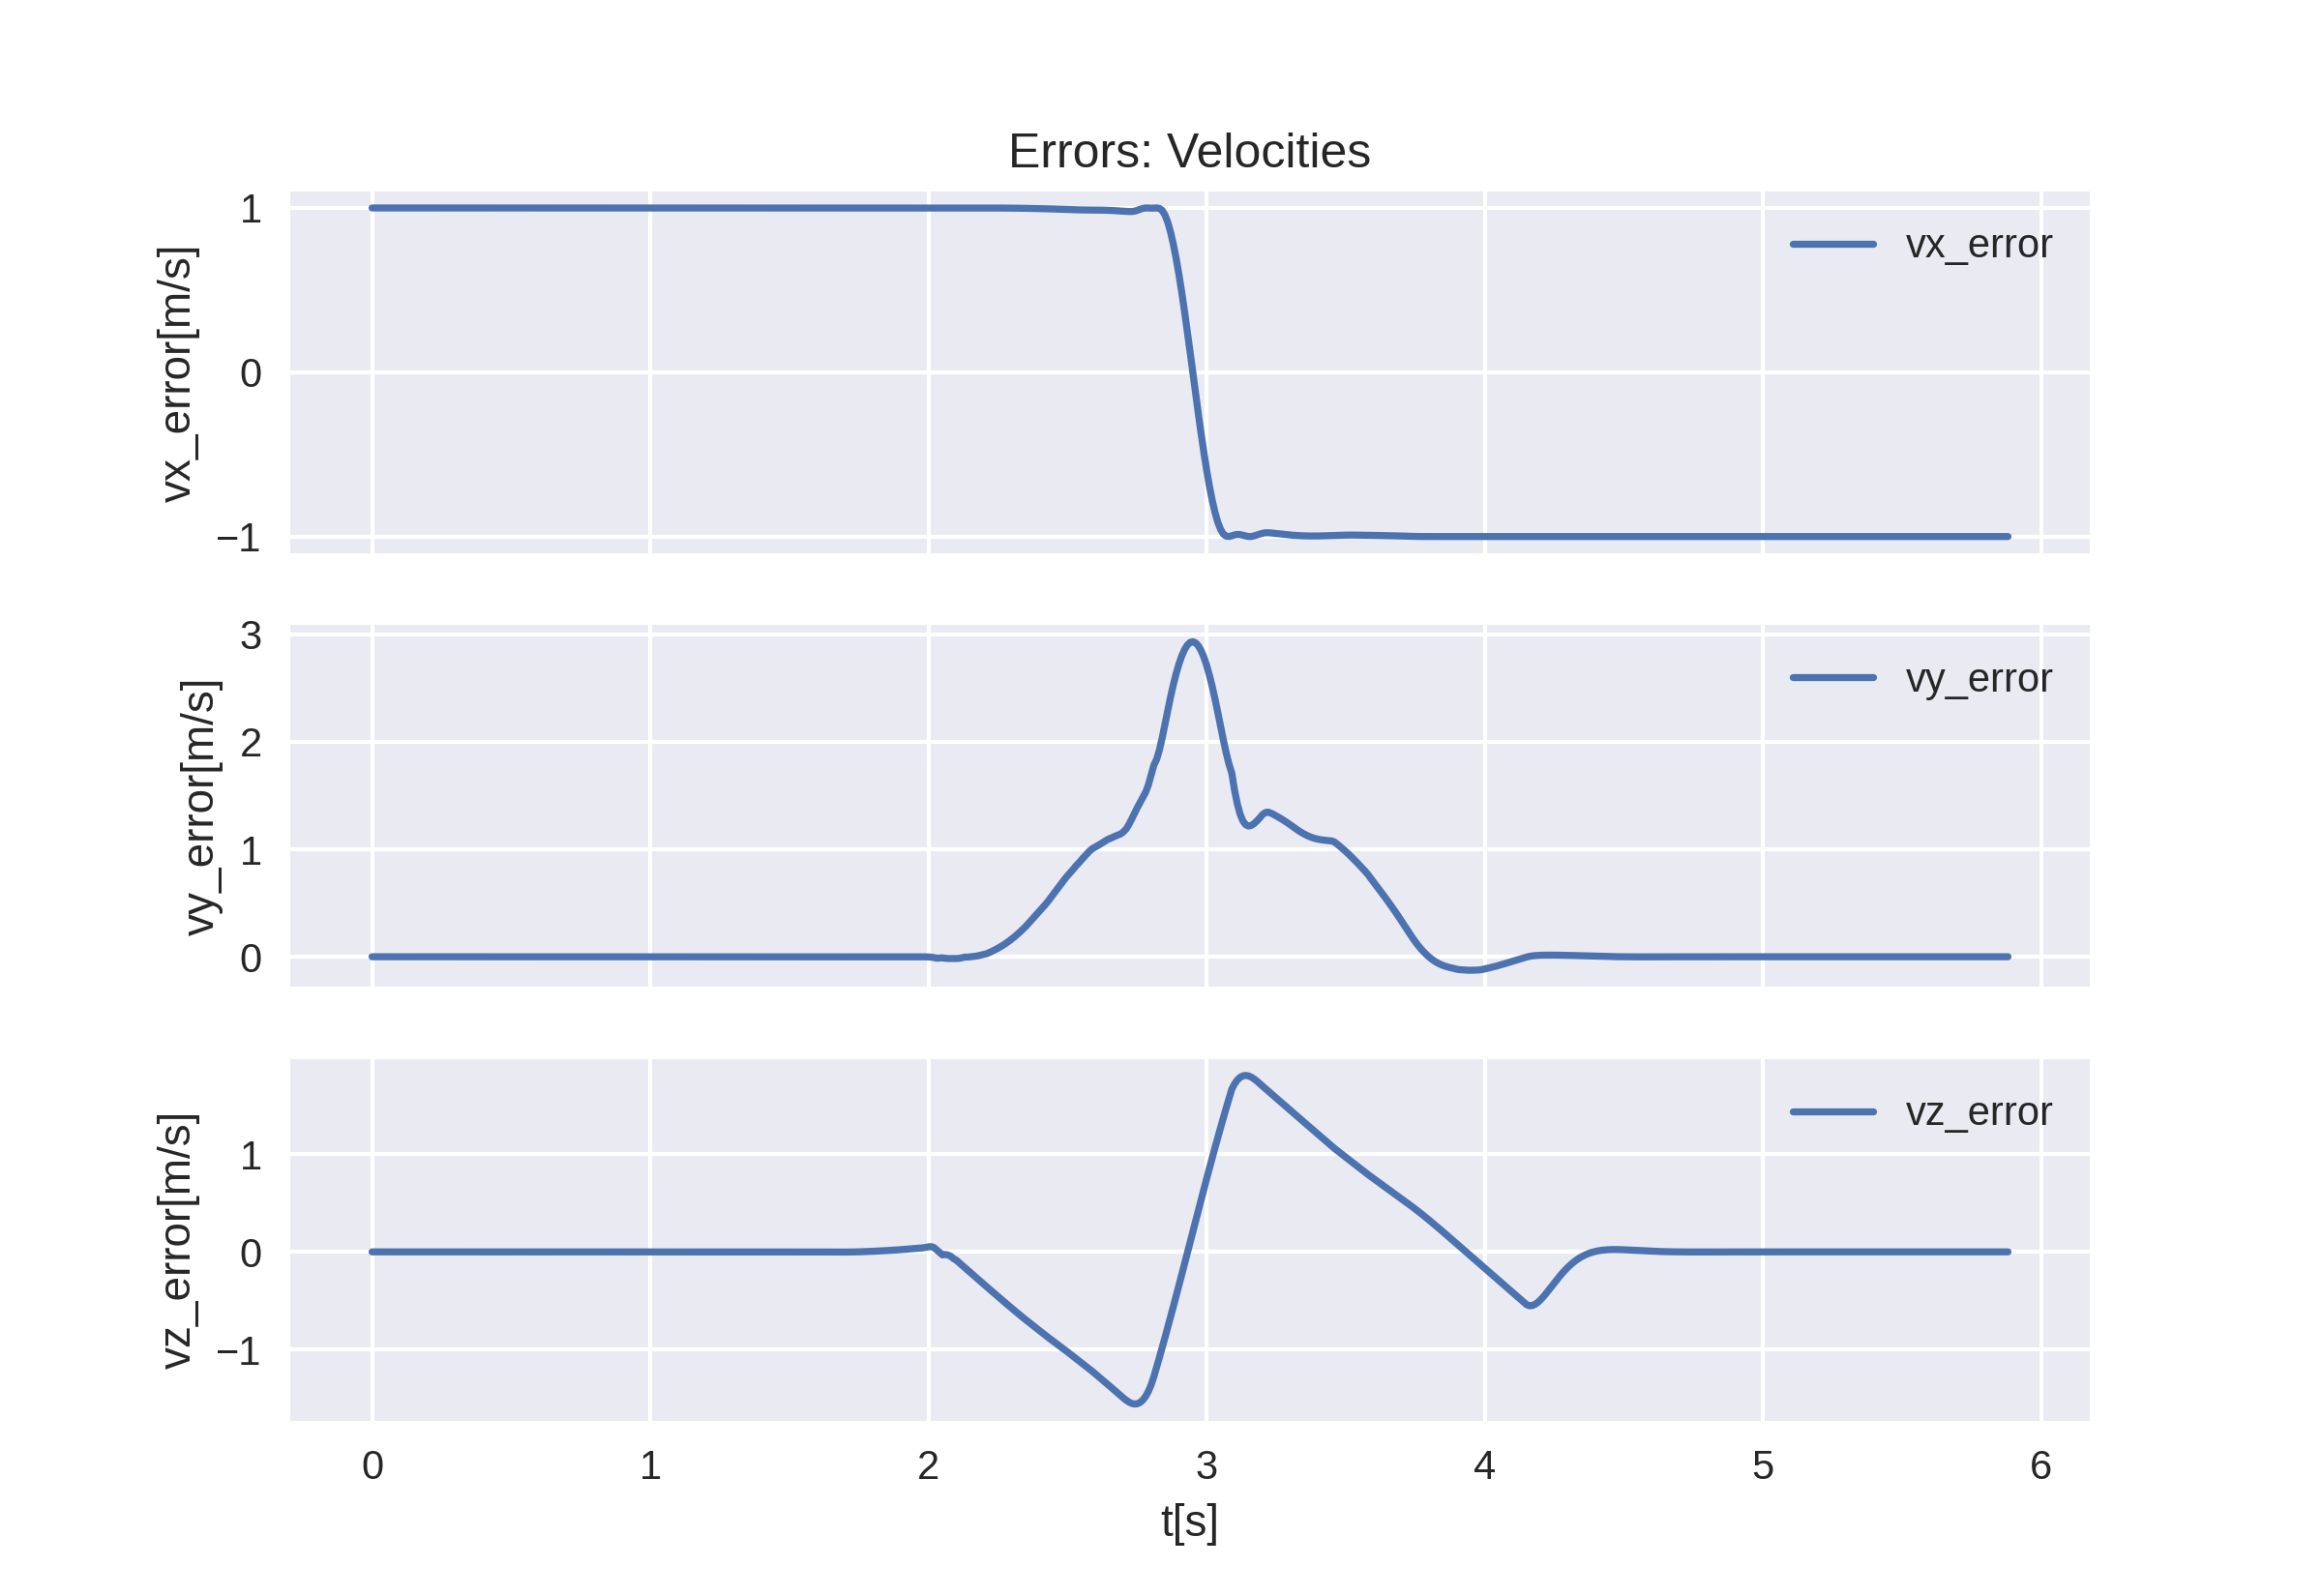 Errors: Velocities
1
0
−1
vx_error[m/s]
vx_error
3
2
1
0
vy_error[m/s]
vy_error
1
0
−1
vz_error[m/s]
vz_error
0 1 2 3 4 5 6
t[s]